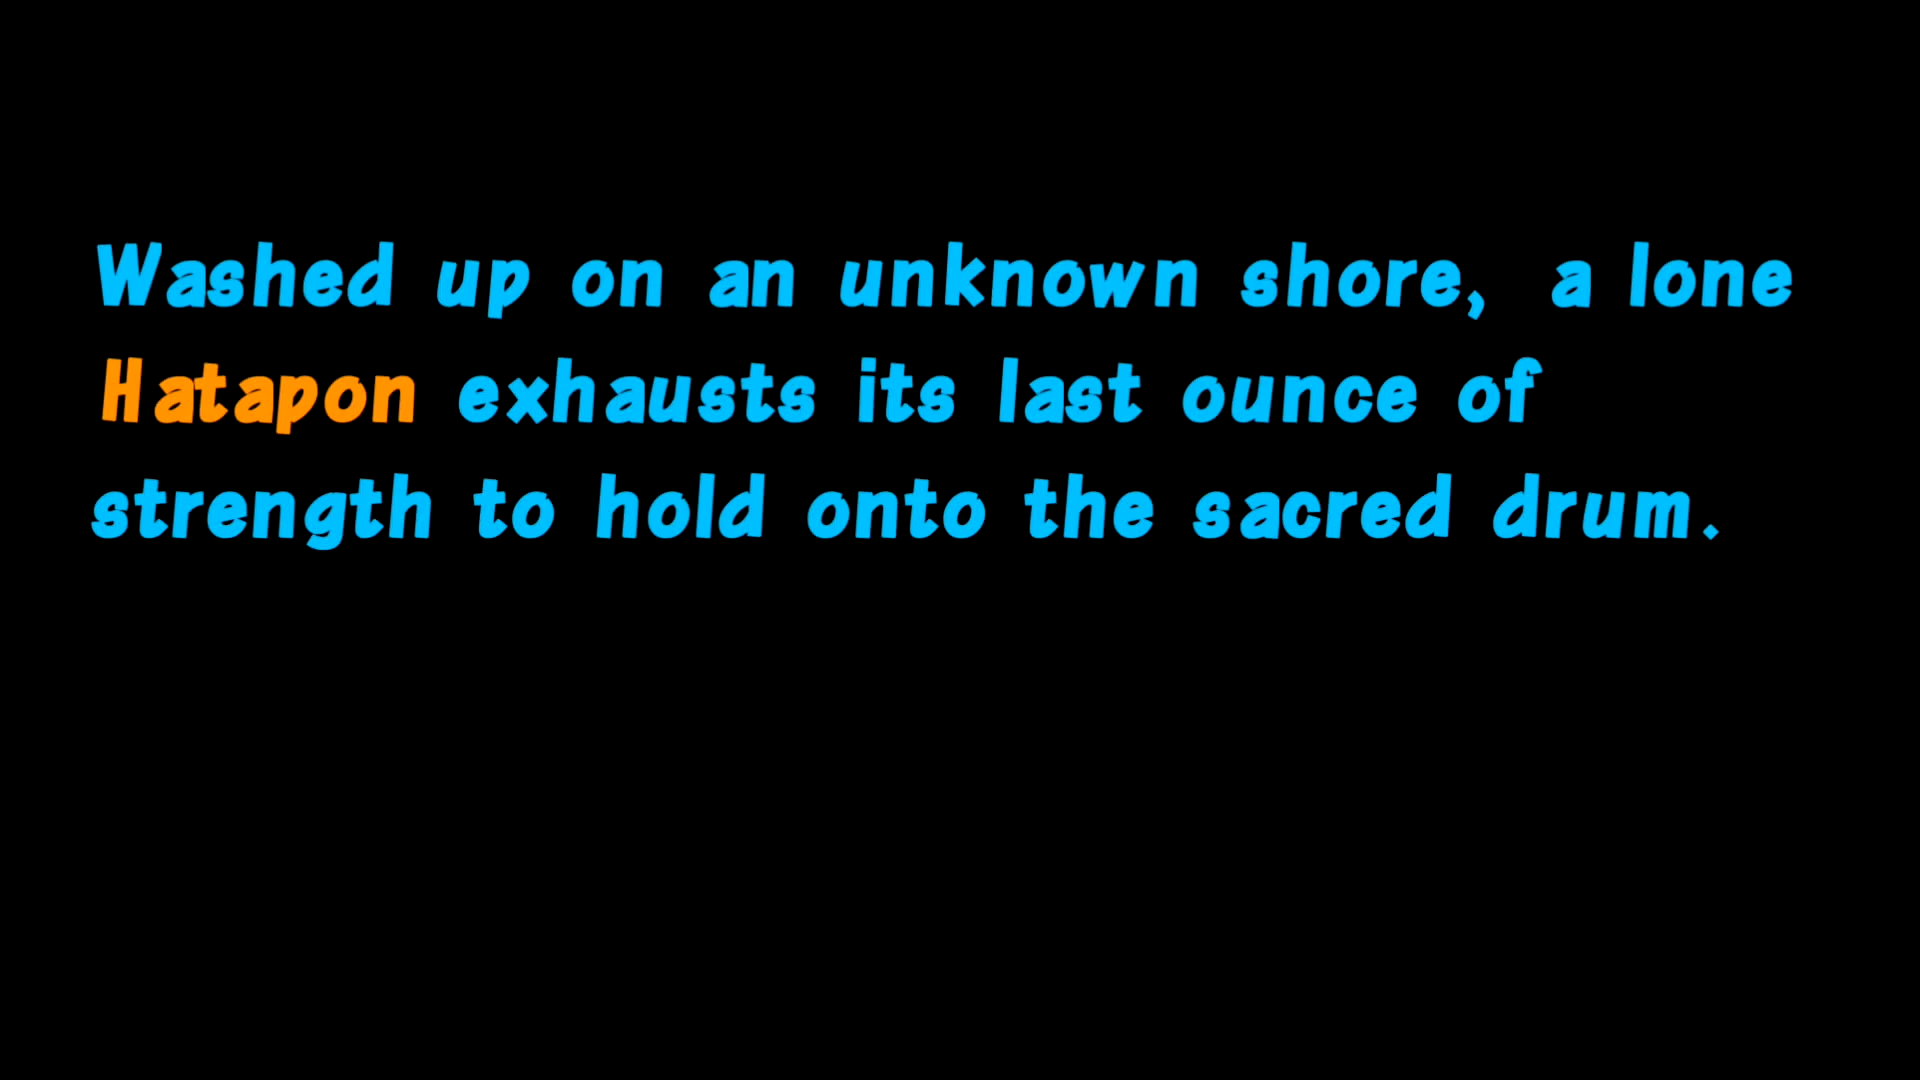 Washed up on an unknown shore, a lone
Hatapon exhausts its last ounce of
strength to hold onto the sacred drum.